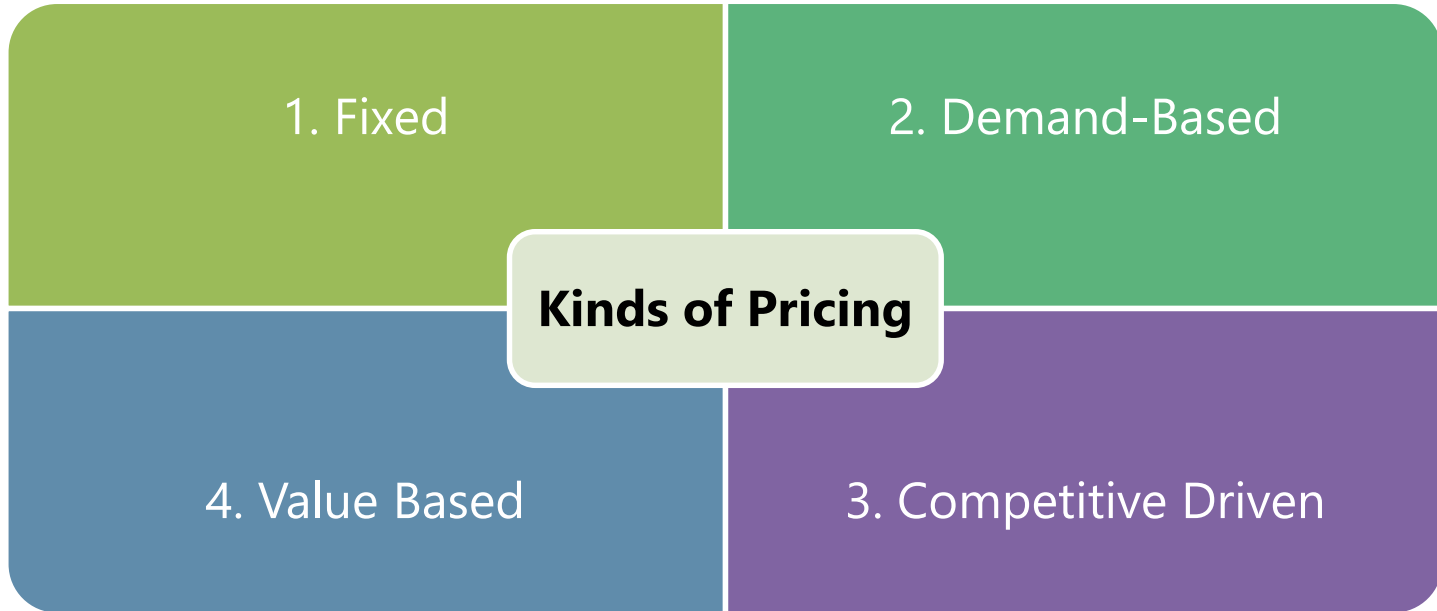 1. Fixed
2. Demand-Based
Kinds of Pricing
4. Value Based
3. Competitive Driven